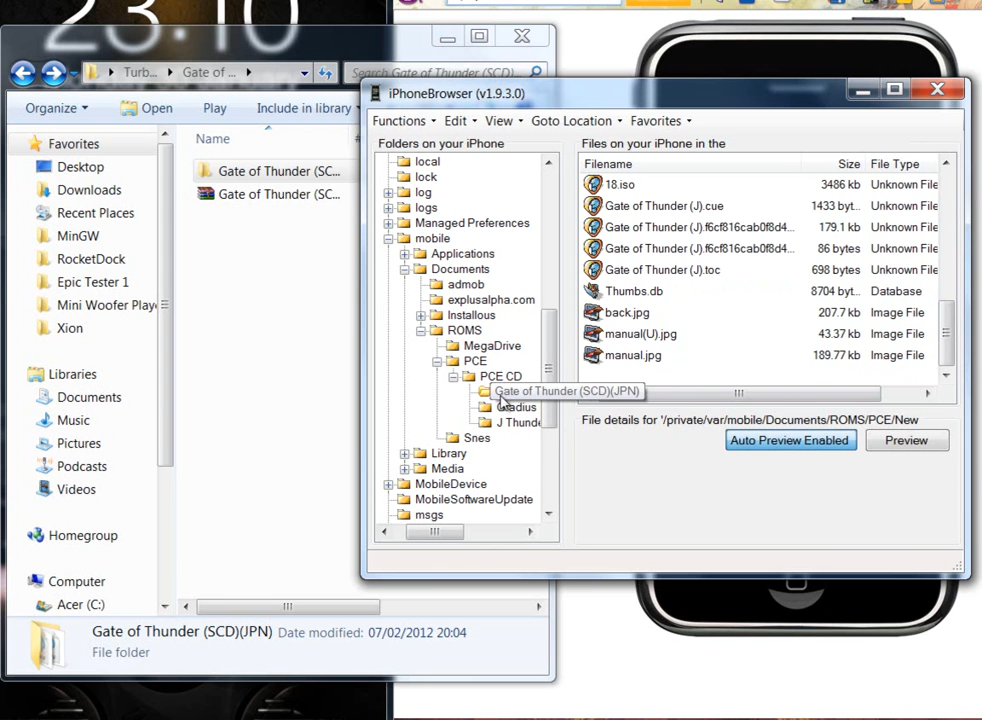 23:10
Turb...
Gate of ...
Search Gate of Thunder (SCD)...
Organize
Open
Play
Include in library
Favorites
Desktop
Downloads
Recent Places
MinGW
RocketDock
Epic Tester 1
Mini Woofer Play
Xion
Libraries
Documents
Music
Pictures
Podcasts
Videos
Homegroup
Computer
Acer (C:)
Name
#
Gate of Thunder (SC...
Gate of Thunder (SC...
Gate of Thunder (SCD)(JPN) Date modified: 07/02/2012 20:04
File folder
iPhoneBrowser (v1.9.3.0)
Functions Edit View Goto Location Favorites
Folders on your iPhone
local
lock
log
logs
Managed Preferences
mobile
Applications
Documents
admob
explusalpha.com
Installous
ROMS
MegaDrive
PCE
PCE CD
Gate of Thunder (SCD)(JPN)
Gradius
J Thunde
Snes
Library
Media
MobileDevice
MobileSoftwareUpdate
msgs
Files on your iPhone in the
Filename Size File Type
18.iso 3486 kb Unknown File
Gate of Thunder (J).cue 1433 byt... Unknown File
Gate of Thunder (J).f6cf816cab0f8d4... 179.1 kb Unknown File
Gate of Thunder (J).f6cf816cab0f8d4... 86 bytes Unknown File
Gate of Thunder (J).toc 698 bytes Unknown File
Thumbs.db 8704 byt... Database
back.jpg 207.7 kb Image File
manual(U).jpg 43.37 kb Image File
manual.jpg 189.77 kb Image File
File details for '/private/var/mobile/Documents/ROMS/PCE/New
Auto Preview Enabled
Preview